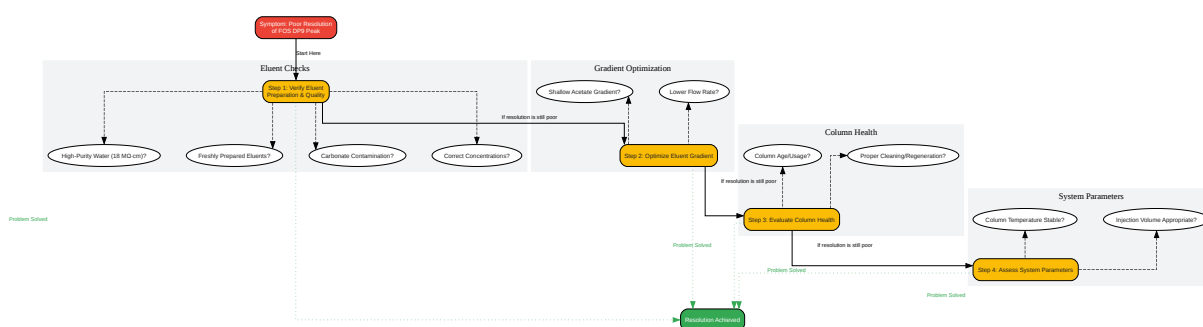 Symptom: Poor Resolution
of FOS DP9 Peak
Start Here
Eluent Checks
Step 1: Verify Eluent
Preparation & Quality
High-Purity Water (18 MΩ·cm)?
Freshly Prepared Eluents?
Carbonate Contamination?
Correct Concentrations?
If resolution is still poor
Gradient Optimization
Shallow Acetate Gradient?
Lower Flow Rate?
Step 2: Optimize Eluent Gradient
If resolution is still poor
Column Health
Column Age/Usage?
Proper Cleaning/Regeneration?
Step 3: Evaluate Column Health
If resolution is still poor
System Parameters
Column Temperature Stable?
Injection Volume Appropriate?
Step 4: Assess System Parameters
Problem Solved
Problem Solved
Problem Solved
Problem Solved
Resolution Achieved